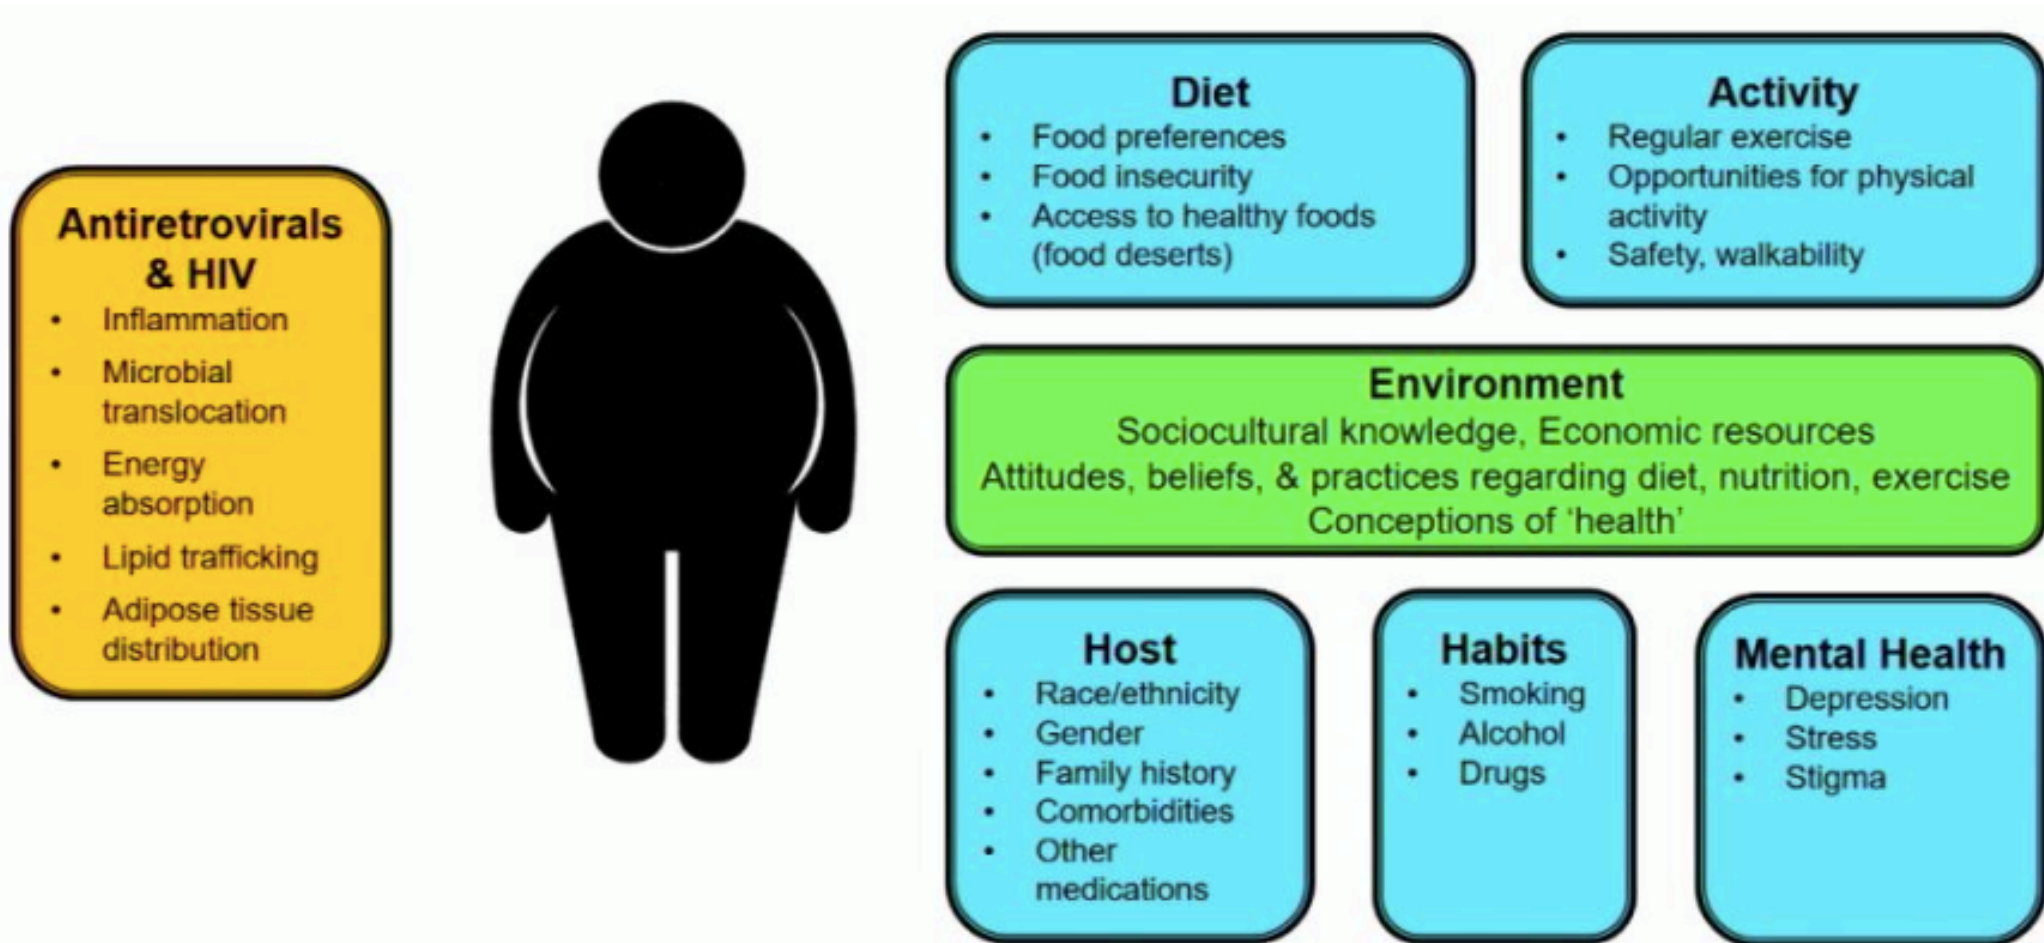 Antiretrovirals
& HIV
• Inflammation
• Microbial
translocation
• Energy
absorption
• Lipid trafficking
• Adipose tissue
distribution
Diet
• Food preferences
• Food insecurity
• Access to healthy foods
(food deserts)
Activity
• Regular exercise
• Opportunities for physical
activity
• Safety, walkability
Environment
Sociocultural knowledge, Economic resources
Attitudes, beliefs, & practices regarding diet, nutrition, exercise
Conceptions of ‘health’
Host
• Race/ethnicity
• Gender
• Family history
• Comorbidities
• Other
medications
Habits
• Smoking
• Alcohol
• Drugs
Mental Health
• Depression
• Stress
• Stigma